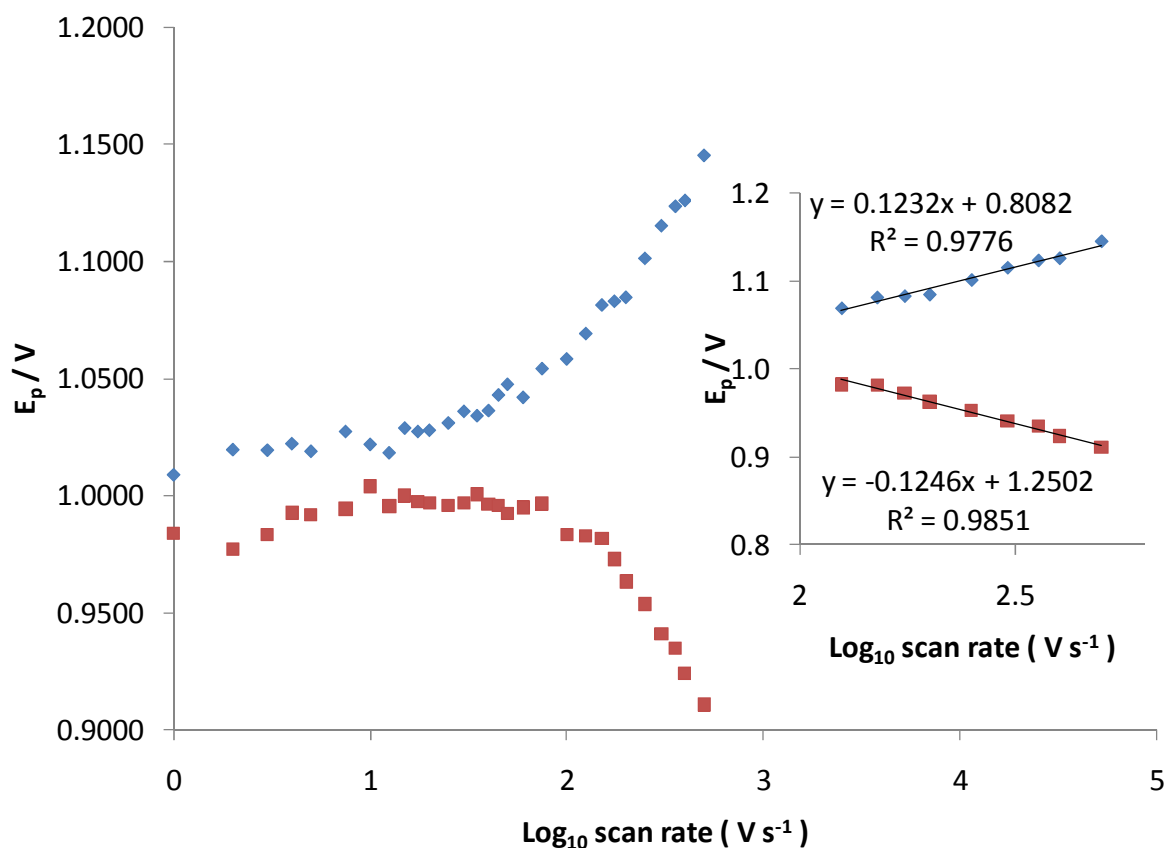 1.2000
1.1500
1.1000
1.0500
1.0000
0.9500
0.9000
E_p / V
0
1
2
3
4
5
Log₁₀ scan rate ( V s⁻¹ )
1.2
1.1
1.0
0.9
0.8
E_p / V
y = 0.1232x + 0.8082
R² = 0.9776
y = -0.1246x + 1.2502
R² = 0.9851
2
2.5
Log₁₀ scan rate ( V s⁻¹ )